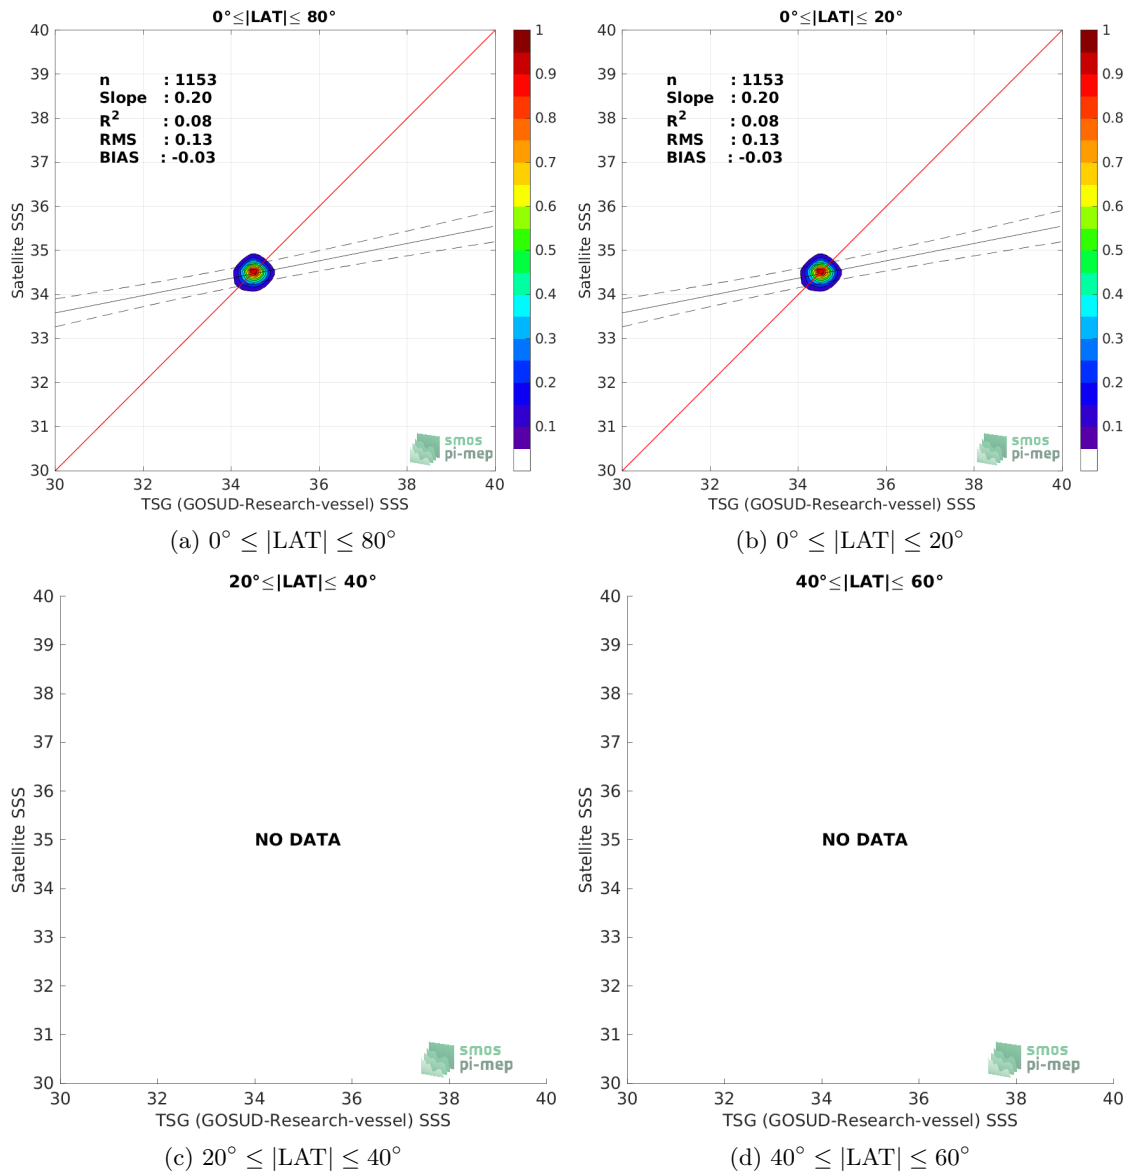 0°≤|LAT|≤ 80°
40
39
38
37
36
35
34
33
32
31
30
Satellite SSS
n : 1153
Slope : 0.20
R² : 0.08
RMS : 0.13
BIAS : -0.03
smos
pi-mep
30 32 34 36 38 40
TSG (GOSUD-Research-vessel) SSS
1
0.9
0.8
0.7
0.6
0.5
0.4
0.3
0.2
0.1
(a) 0° ≤ |LAT| ≤ 80°
0°≤|LAT|≤ 20°
40
39
38
37
36
35
34
33
32
31
30
Satellite SSS
n : 1153
Slope : 0.20
R² : 0.08
RMS : 0.13
BIAS : -0.03
smos
pi-mep
30 32 34 36 38 40
TSG (GOSUD-Research-vessel) SSS
1
0.9
0.8
0.7
0.6
0.5
0.4
0.3
0.2
0.1
(b) 0° ≤ |LAT| ≤ 20°
20°≤|LAT|≤ 40°
40
39
38
37
36
35
34
33
32
31
30
Satellite SSS
NO DATA
smos
pi-mep
30 32 34 36 38 40
TSG (GOSUD-Research-vessel) SSS
(c) 20° ≤ |LAT| ≤ 40°
40°≤|LAT|≤ 60°
40
39
38
37
36
35
34
33
32
31
30
Satellite SSS
NO DATA
smos
pi-mep
30 32 34 36 38 40
TSG (GOSUD-Research-vessel) SSS
(d) 40° ≤ |LAT| ≤ 60°